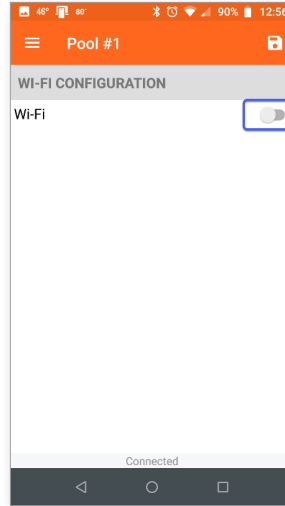 46° 80° 90% 12:56
Pool #1
WI-FI CONFIGURATION
Wi-Fi
Connected